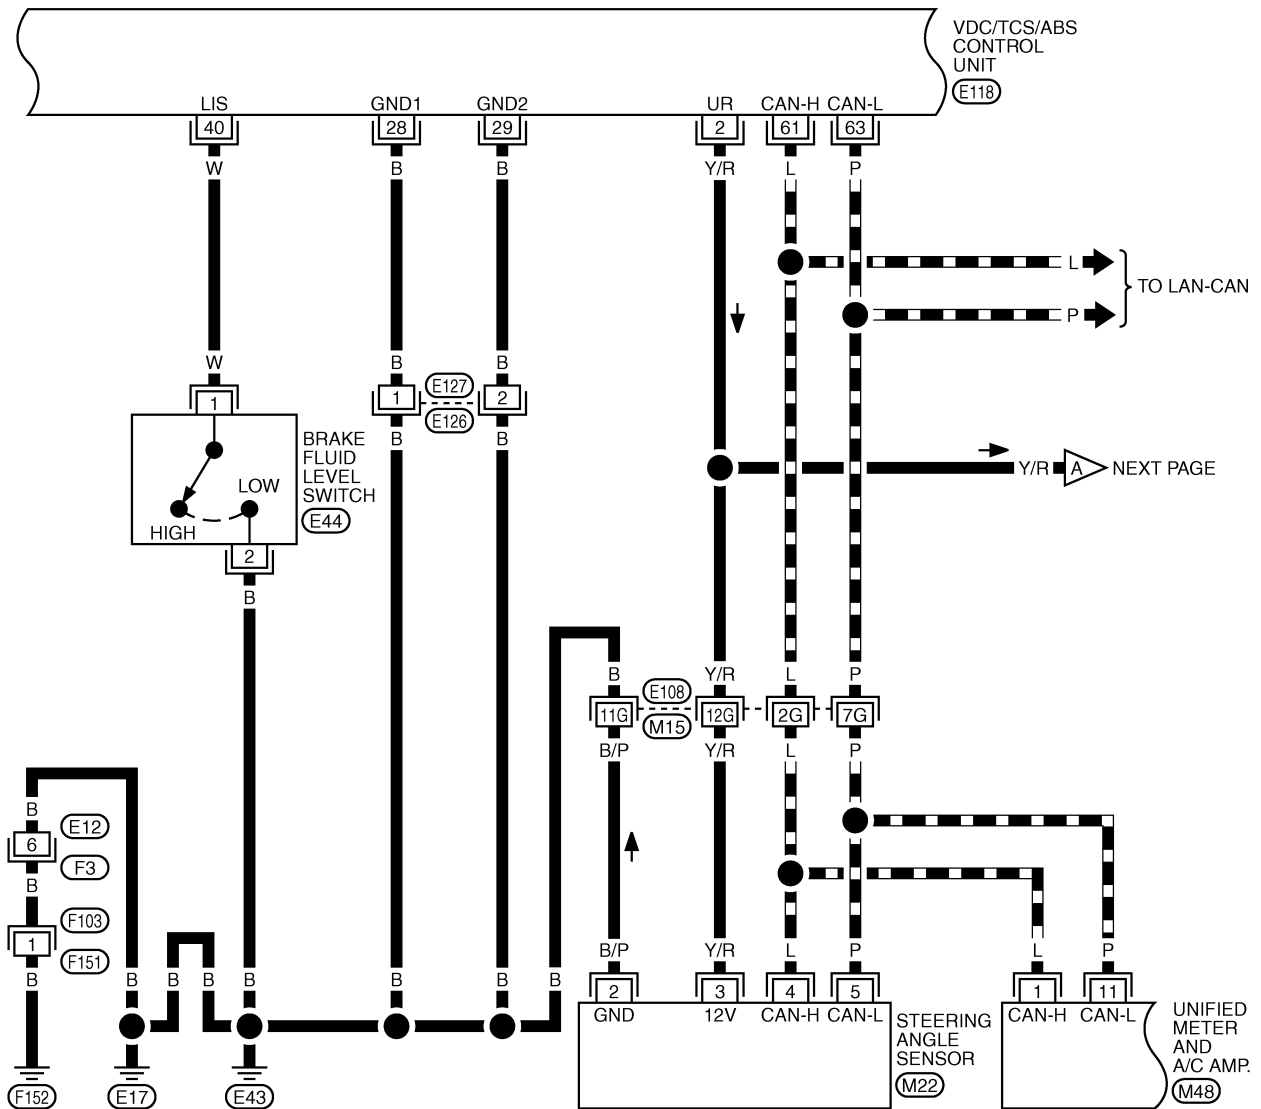 VDC/TCS/ABS
CONTROL
UNIT
E118
LIS GND1 GND2 UR CAN-H CAN-L
40 28 29 2 61 63
W B B Y/R L P
L
TO LAN-CAN
P
W B B
1 1 E127 2
E126
B B
BRAKE
FLUID
LEVEL
SWITCH
E44
LOW
HIGH
2
B
Y/R A NEXT PAGE
B Y/R L P
E108
11G 12G 2G 7G
M15
B/P Y/R L P
B
6 E12
F3
B
F103
1
F151
B B B B B B B B
B/P Y/R L P L P
2 3 4 5 1 11
GND 12V CAN-H CAN-L CAN-H CAN-L
STEERING
ANGLE
SENSOR
M22
UNIFIED
METER
AND
A/C AMP.
M48
F152 E17 E43